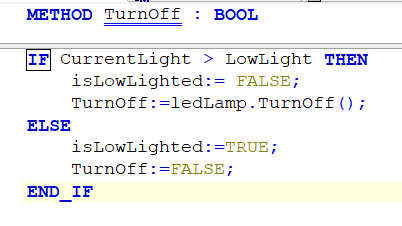 METHOD TurnOff : BOOL
IF CurrentLight > LowLight THEN
isLowLighted:= FALSE;
TurnOff:=ledLamp.TurnOff();
ELSE
isLowLighted:=TRUE;
TurnOff:=FALSE;
END_IF